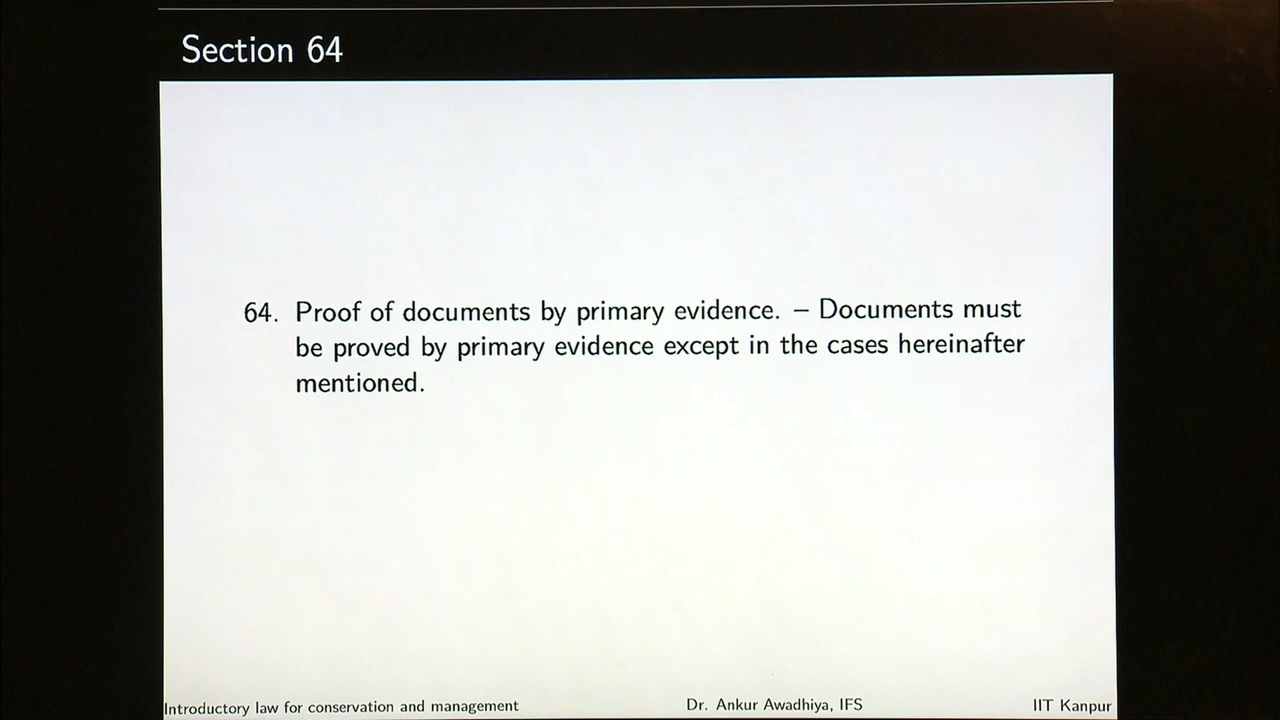 Section 64
64. Proof of documents by primary evidence. – Documents must
be proved by primary evidence except in the cases hereinafter
mentioned.
Introductory law for conservation and management Dr. Ankur Awadhiya, IFS IIT Kanpur